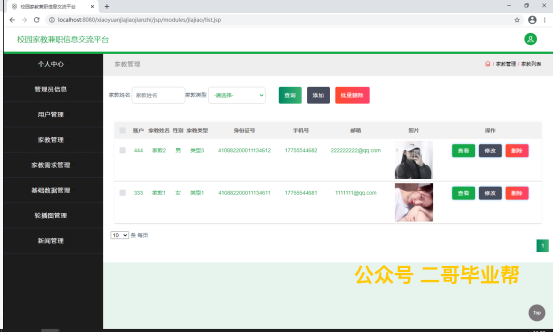 校园家教兼职信息交流平台
localhost:8080/xiaoyuanjiajiaojianzhi/jsp/modules/jiajiao/list.jsp
校园家教兼职信息交流平台
个人中心
管理员信息
用户管理
家教管理
家教需求管理
基础数据管理
轮播图管理
新闻管理
家教管理
/ 家教管理 / 家教列表
家教姓名 家教姓名 家教类型 -请选择- 查询 添加 批量删除
账户 家教姓名 性别 家教类型 身份证号 手机号 邮箱 照片 操作
444 家教2 男 类型3 410882200011134612 17755544682 222222222@qq.com 查看 修改 删除
333 家教1 女 类型1 410882200011134611 17755544681 1111111@qq.com 查看 修改 删除
10 条 每页
1
公众号 二哥毕业帮
Top